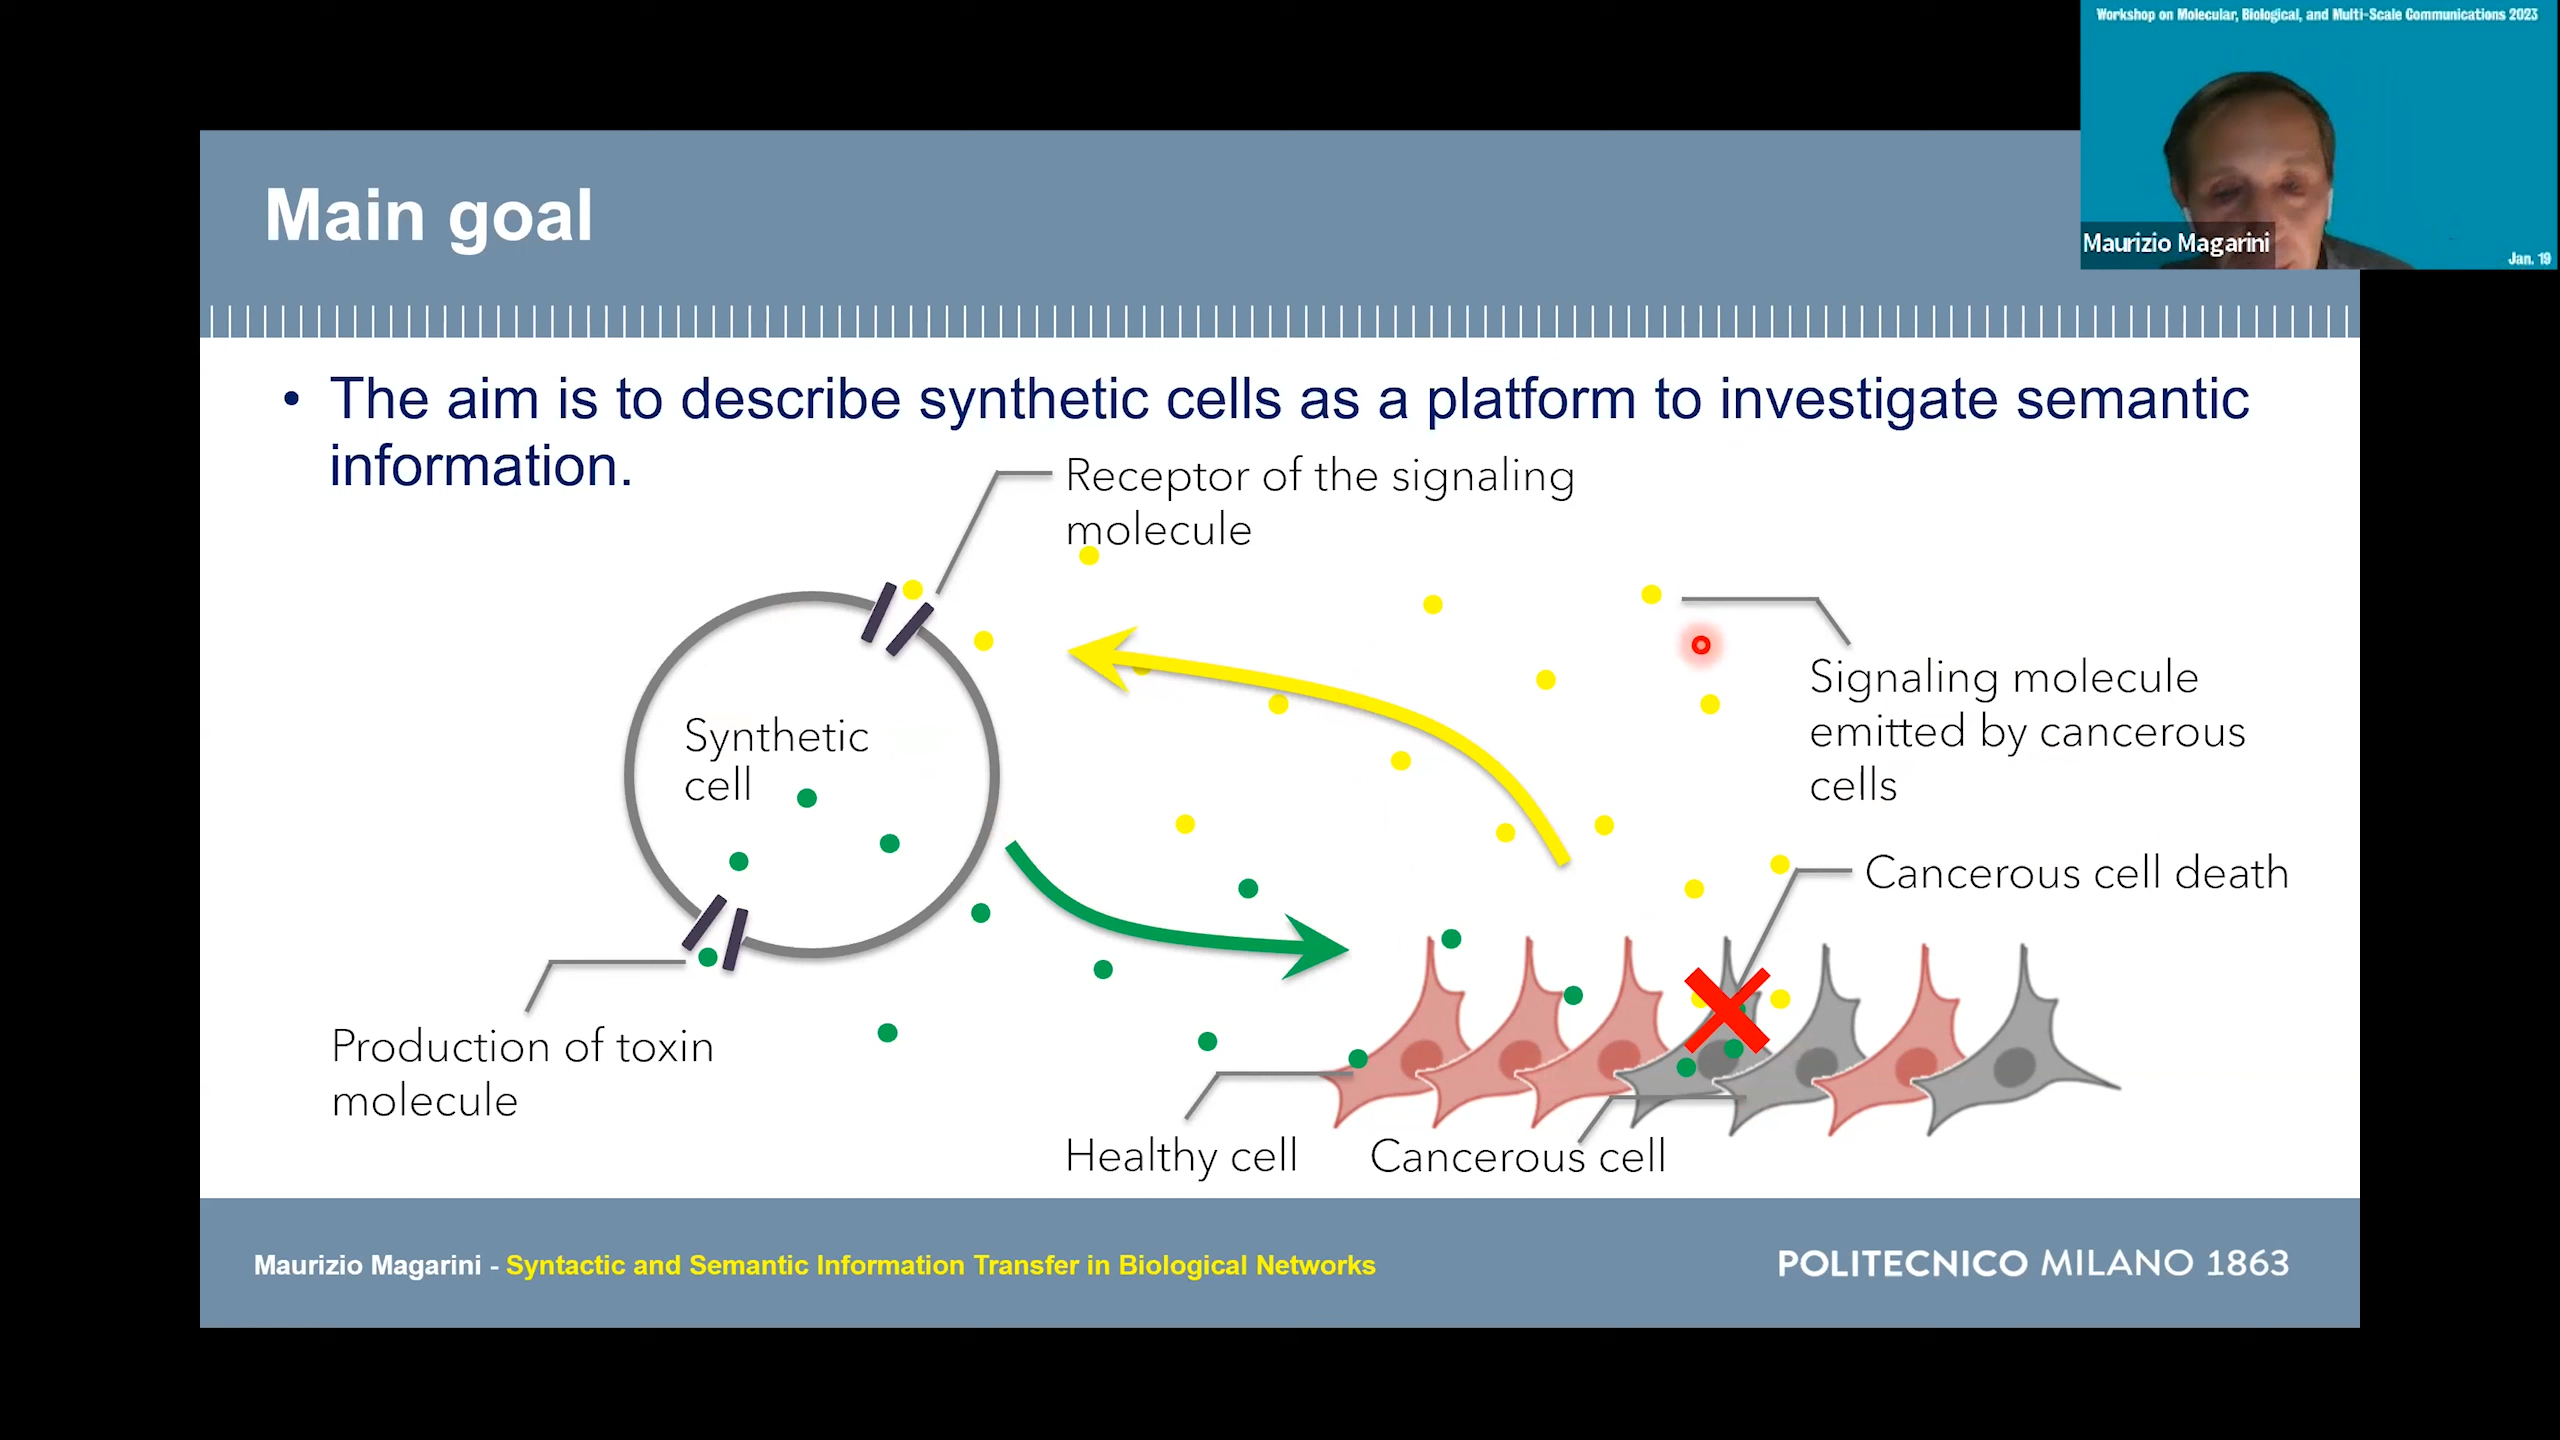 Workshop on Molecular, Biological, and Multi-Scale Communications 2023
Maurizio Magarini
Jan. 19
Main goal
• The aim is to describe synthetic cells as a platform to investigate semantic
information.
Receptor of the signaling
molecule
Signaling molecule
emitted by cancerous
cells
Synthetic
cell
Cancerous cell death
Production of toxin
molecule
Healthy cell
Cancerous cell
Maurizio Magarini - Syntactic and Semantic Information Transfer in Biological Networks
POLITECNICO MILANO 1863